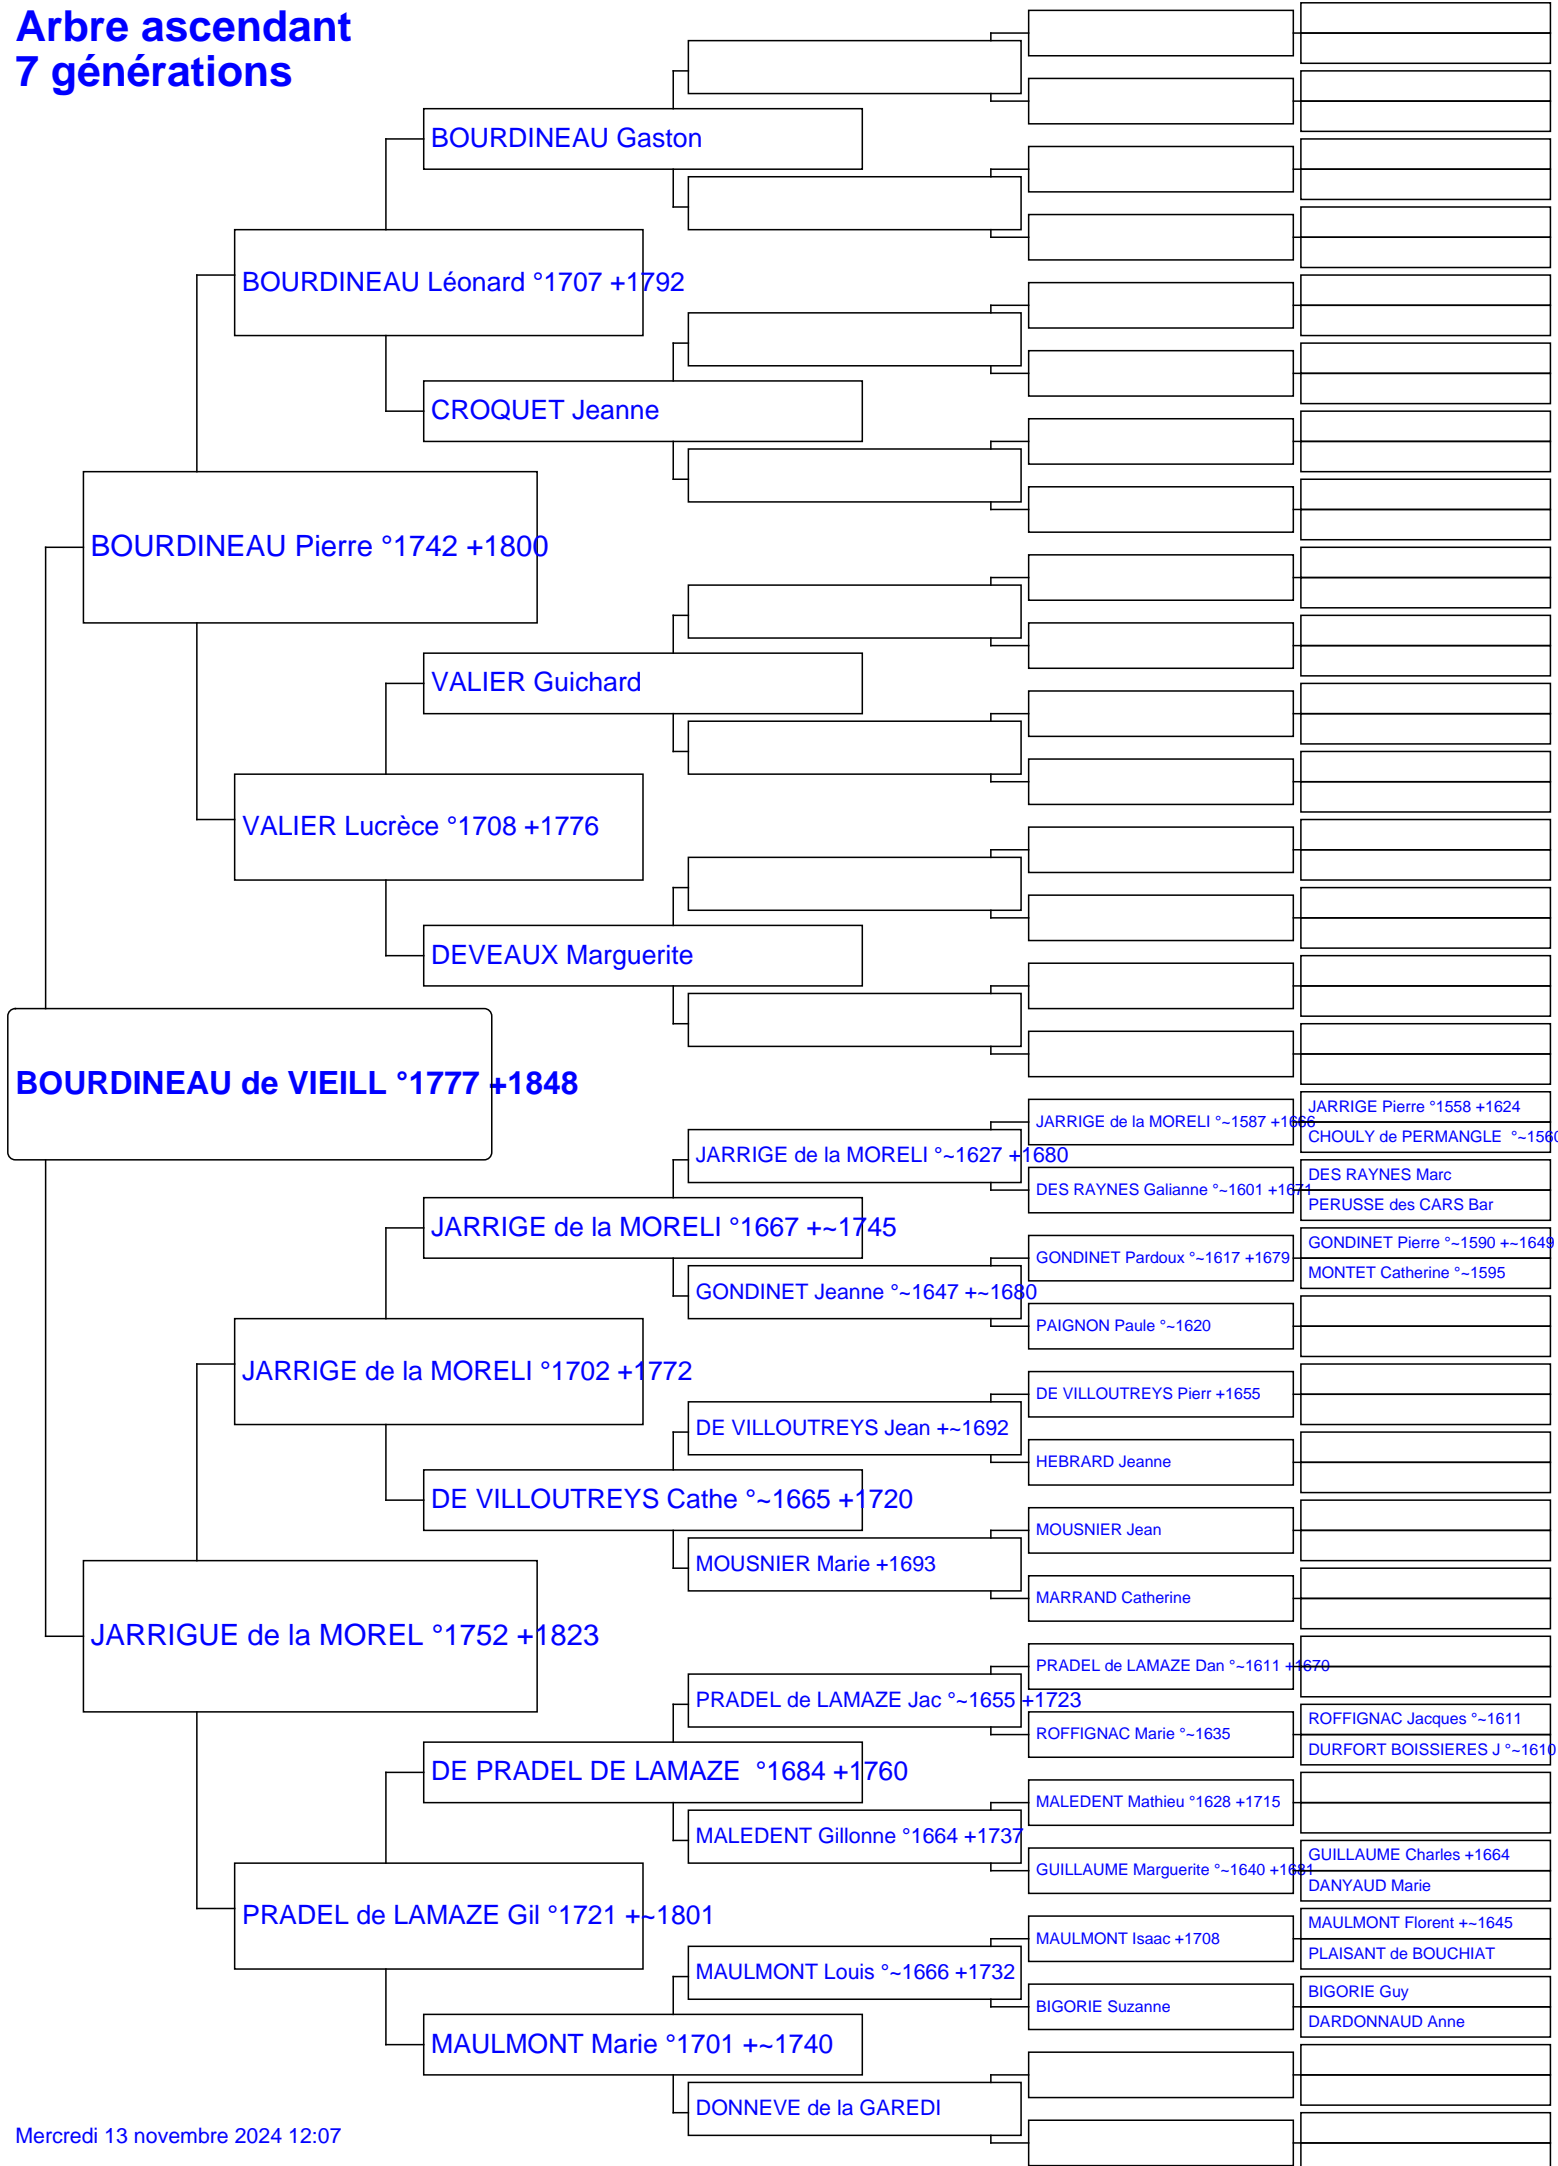 Arbre ascendant
7 générations
BOURDINEAU Gaston
BOURDINEAU Léonard °1707 +1792
CROQUET Jeanne
BOURDINEAU Pierre °1742 +1800
VALIER Guichard
VALIER Lucrèce °1708 +1776
DEVEAUX Marguerite
BOURDINEAU de VIEILL °1777 +1848
JARRIGE Pierre °1558 +1624
JARRIGE de la MORELI °~1587 +1666
CHOULY de PERMANGLE °~1560
JARRIGE de la MORELI °~1627 +1680
DES RAYNES Marc
DES RAYNES Galianne °~1601 +1671
PERUSSE des CARS Bar
JARRIGE de la MORELI °1667 +~1745
GONDINET Pierre °~1590 +~1649
GONDINET Pardoux °~1617 +1679
MONTET Catherine °~1595
GONDINET Jeanne °~1647 +~1680
PAIGNON Paule °~1620
JARRIGE de la MORELI °1702 +1772
DE VILLOUTREYS Pierr +1655
DE VILLOUTREYS Jean +~1692
HEBRARD Jeanne
DE VILLOUTREYS Cathe °~1665 +1720
MOUSNIER Jean
MOUSNIER Marie +1693
MARRAND Catherine
JARRIGUE de la MOREL °1752 +1823
PRADEL de LAMAZE Dan °~1611 +1670
PRADEL de LAMAZE Jac °~1655 +1723
ROFFIGNAC Jacques °~1611
ROFFIGNAC Marie °~1635
DURFORT BOISSIERES J °~1610
DE PRADEL DE LAMAZE °1684 +1760
MALEDENT Mathieu °1628 +1715
MALEDENT Gillonne °1664 +1737
GUILLAUME Charles +1664
GUILLAUME Marguerite °~1640 +1681
DANYAUD Marie
PRADEL de LAMAZE Gil °1721 +~1801
MAULMONT Florent +~1645
MAULMONT Isaac +1708
PLAISANT de BOUCHIAT
MAULMONT Louis °~1666 +1732
BIGORIE Guy
BIGORIE Suzanne
DARDONNAUD Anne
MAULMONT Marie °1701 +~1740
DONNEVE de la GAREDI
Mercredi 13 novembre 2024 12:07